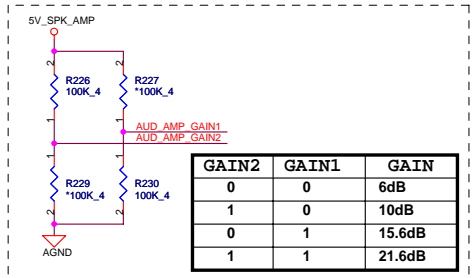 5V_SPK_AMP
2
2
R226
100K_4
R227
*100K_4
1
1
AUD_AMP_GAIN1
AUD_AMP_GAIN2
1
1
R229
*100K_4
R230
100K_4
2
2
AGND
GAIN2 GAIN1 GAIN
0 0 6dB
1 0 10dB
0 1 15.6dB
1 1 21.6dB